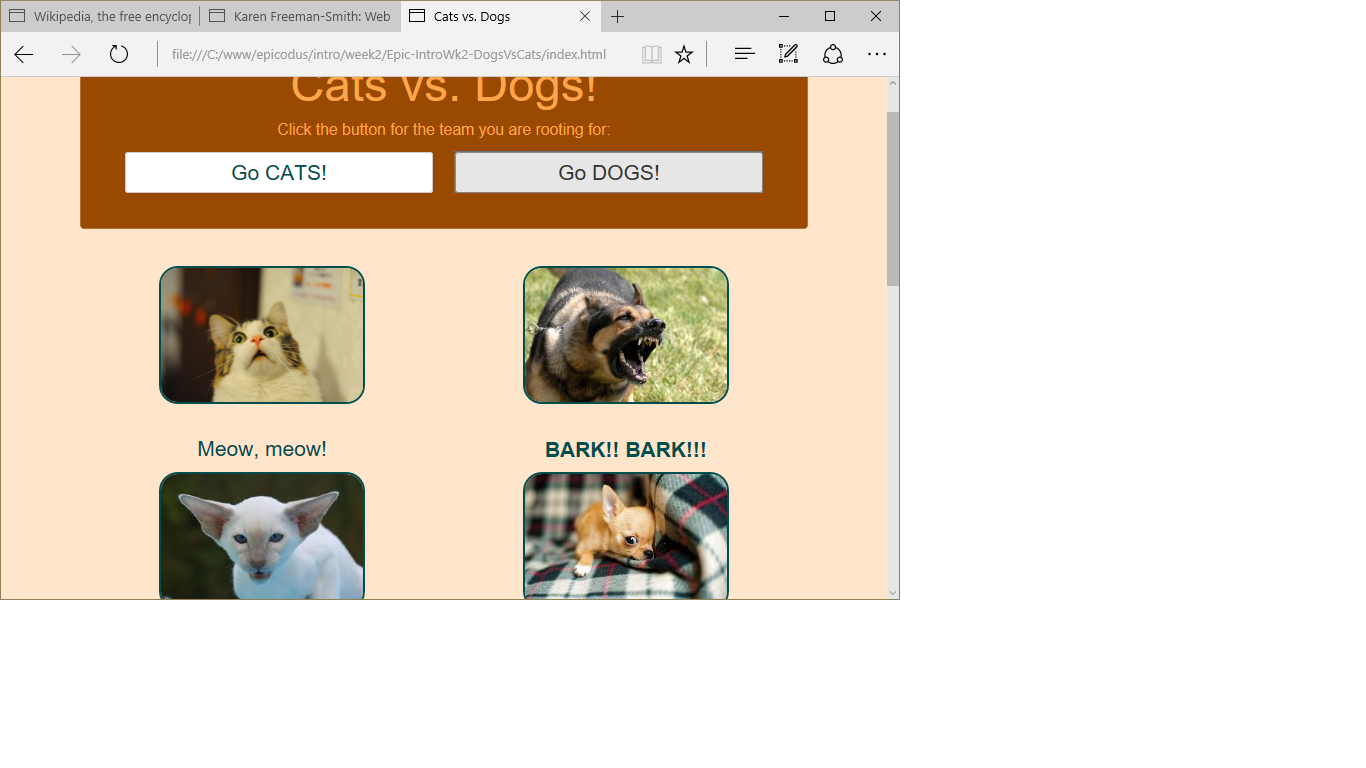 Wikipedia, the free encyclop
Karen Freeman-Smith: Web
Cats vs. Dogs
file:///C:/www/epicodus/intro/week2/Epic-IntroWk2-DogsVsCats/index.html
Cats vs. Dogs!
Click the button for the team you are rooting for:
Go CATS!
Go DOGS!
Meow, meow!
BARK!! BARK!!!